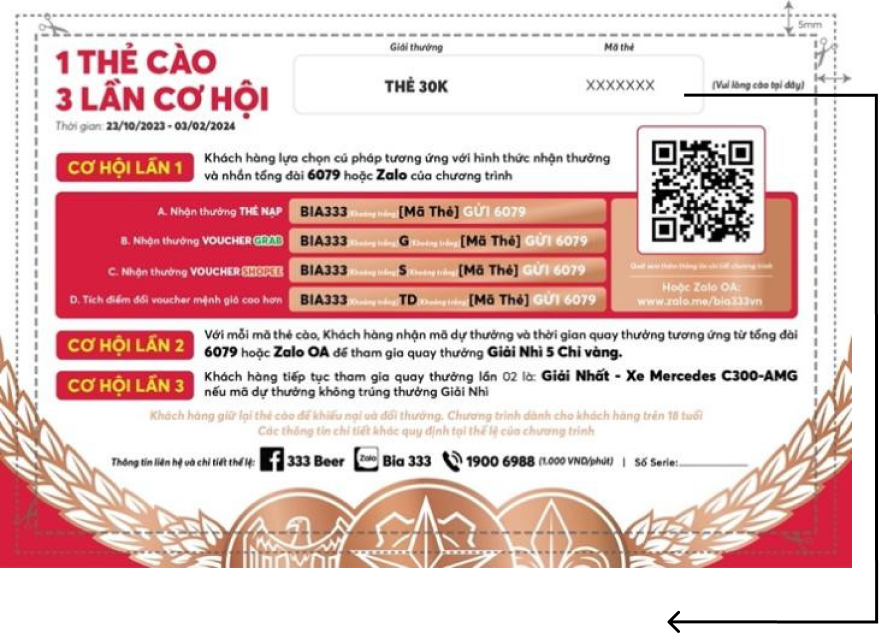 5mm
1 THẺ CÀO
3 LẦN CƠ HỘI
Thời gian: 23/10/2023 - 03/02/2024
Giải thưởng
Mã thẻ
THẺ 30K
XXXXXXX
(Vui lòng cào tại đây)
CƠ HỘI LẦN 1
Khách hàng lựa chọn cú pháp tương ứng với hình thức nhận thưởng
và nhắn tổng đài 6079 hoặc Zalo của chương trình
A. Nhận thưởng THẺ NẠP BIA333 (Khoảng trắng) [Mã Thẻ] GỬI 6079
B. Nhận thưởng VOUCHER GRAB BIA333 (Khoảng trắng) G (Khoảng trắng) [Mã Thẻ] GỬI 6079
C. Nhận thưởng VOUCHER SHOPEE BIA333 (Khoảng trắng) S (Khoảng trắng) [Mã Thẻ] GỬI 6079
D. Tích điểm đổi voucher mệnh giá cao hơn BIA333 (Khoảng trắng) TD (Khoảng trắng) [Mã Thẻ] GỬI 6079
Quét xem thêm thông tin chi tiết chương trình
Hoặc Zalo OA:
www.zalo.me/bia333vn
CƠ HỘI LẦN 2
Với mỗi mã thẻ cào, Khách hàng nhận mã dự thưởng và thời gian quay thưởng tương ứng từ tổng đài
6079 hoặc Zalo OA để tham gia quay thưởng Giải Nhì 5 Chỉ vàng.
CƠ HỘI LẦN 3
Khách hàng tiếp tục tham gia quay thưởng lần 02 là: Giải Nhất - Xe Mercedes C300-AMG
nếu mã dự thưởng không trúng thưởng Giải Nhì
Khách hàng giữ lại thẻ cào để khiếu nại và đổi thưởng. Chương trình dành cho khách hàng trên 18 tuổi
Các thông tin chi tiết khác quy định tại thể lệ của chương trình
Thông tin liên hệ và chi tiết thể lệ: 333 Beer Zalo Bia 333 1900 6988 (1.000 VND/phút) | Số Serie: